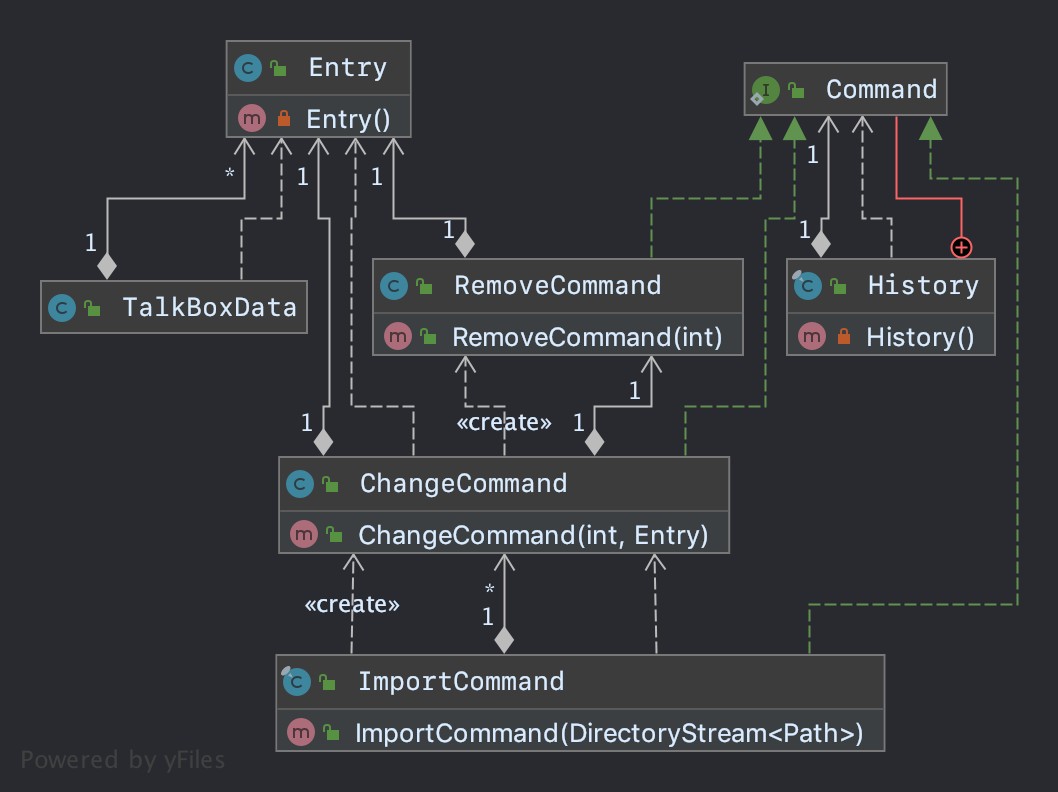 Entry
Entry()
Command
*
1
1
1
1
1
1
TalkBoxData
RemoveCommand
RemoveCommand(int)
History
History()
1
«create»
1
1
ChangeCommand
ChangeCommand(int, Entry)
«create»
*
1
ImportCommand
ImportCommand(DirectoryStream<Path>)
Powered by yFiles